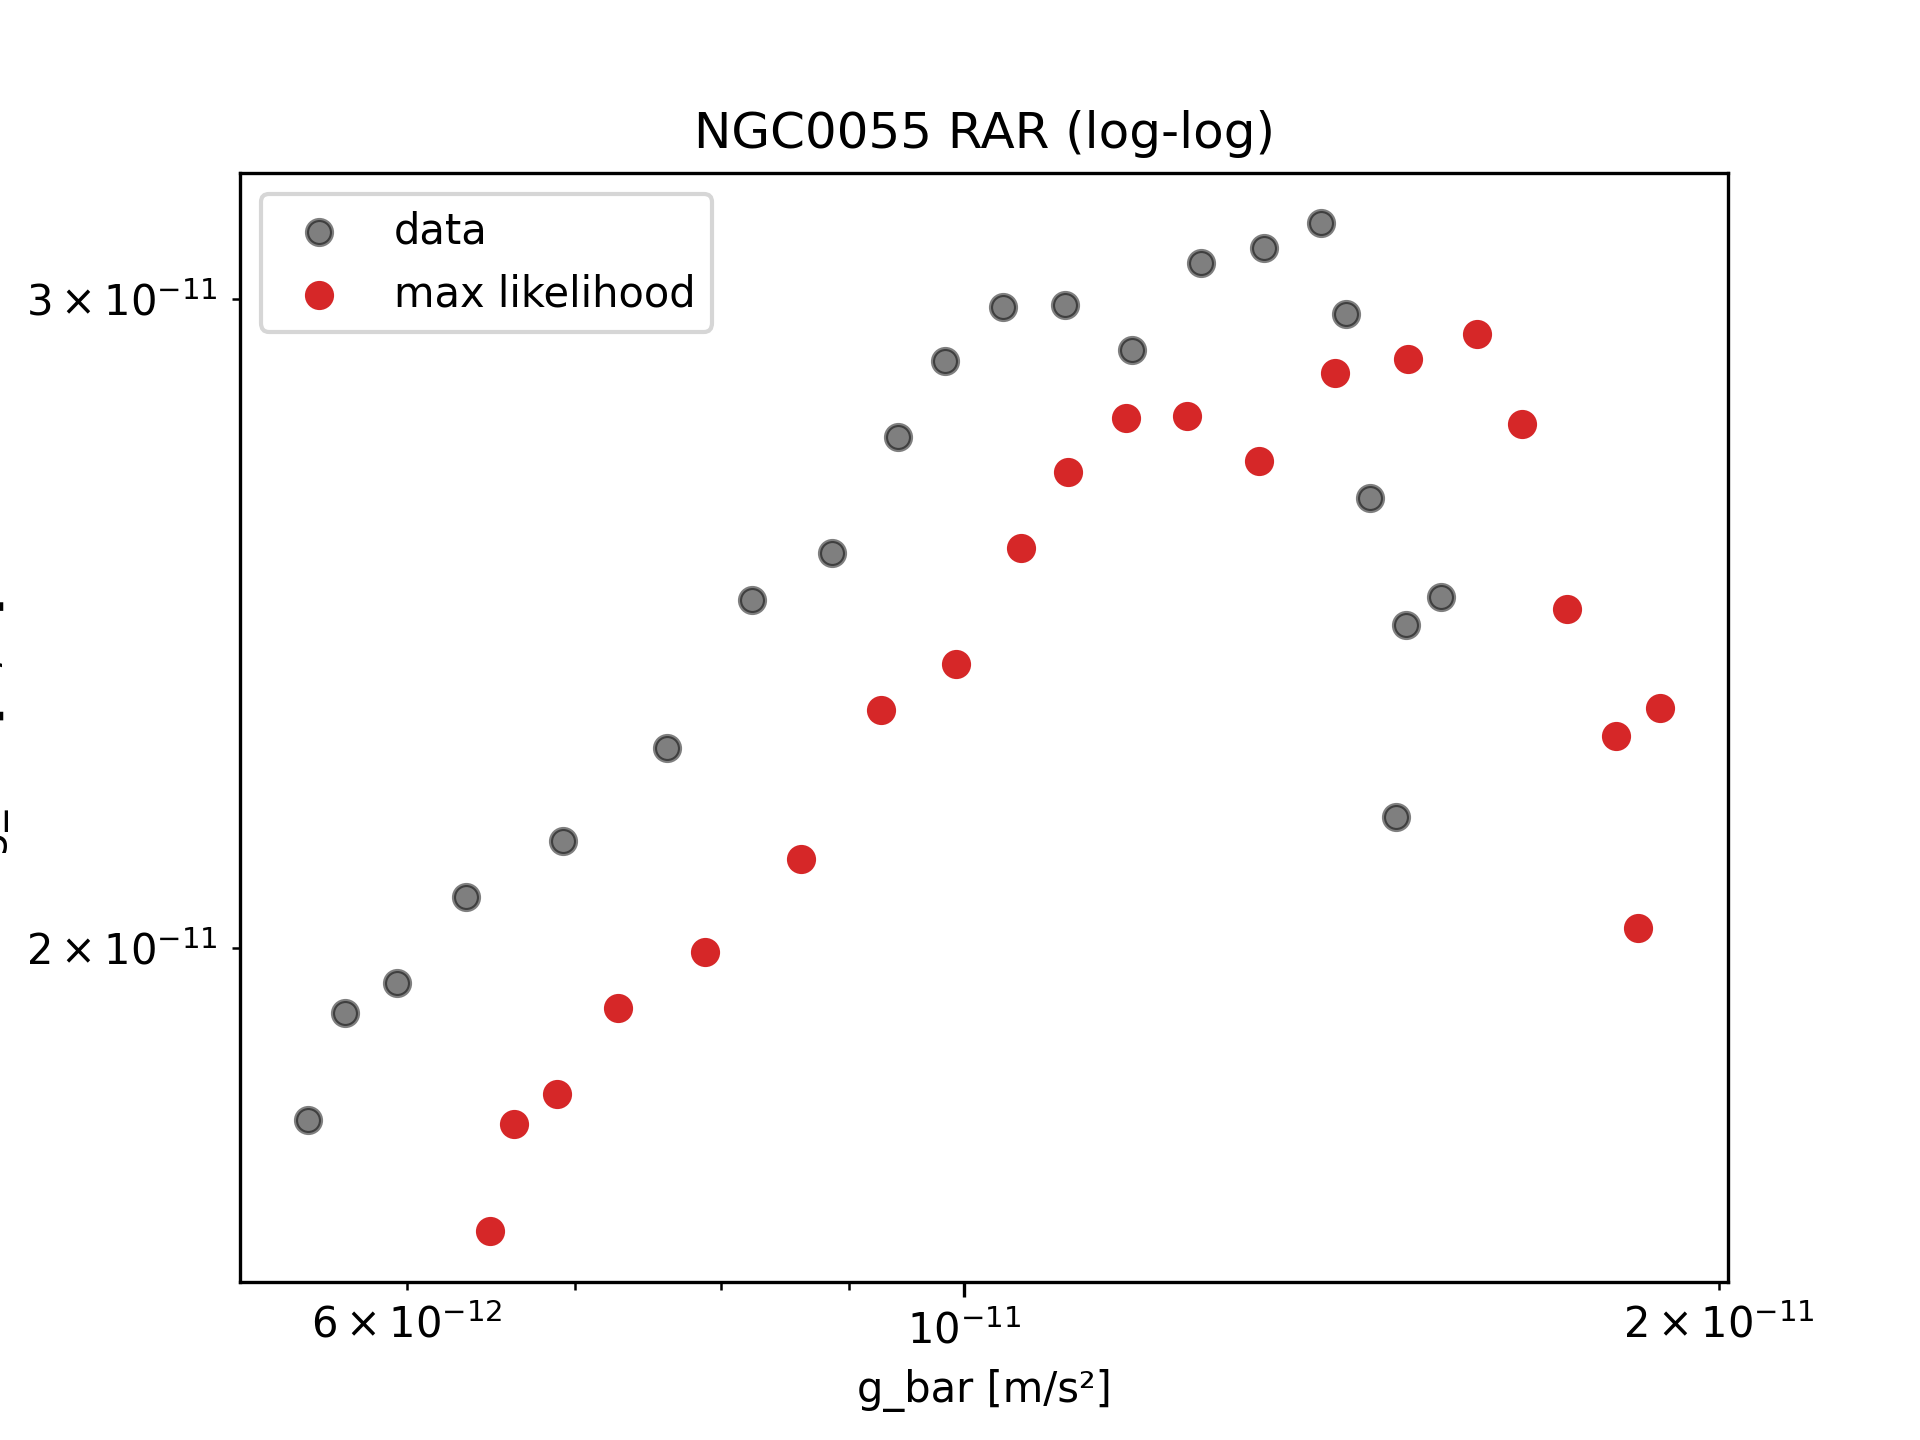 NGC0055 RAR (log-log)
data
max likelihood
3 × 10⁻¹¹
2 × 10⁻¹¹
6 × 10⁻¹²
10⁻¹¹
2 × 10⁻¹¹
g_bar [m/s²]